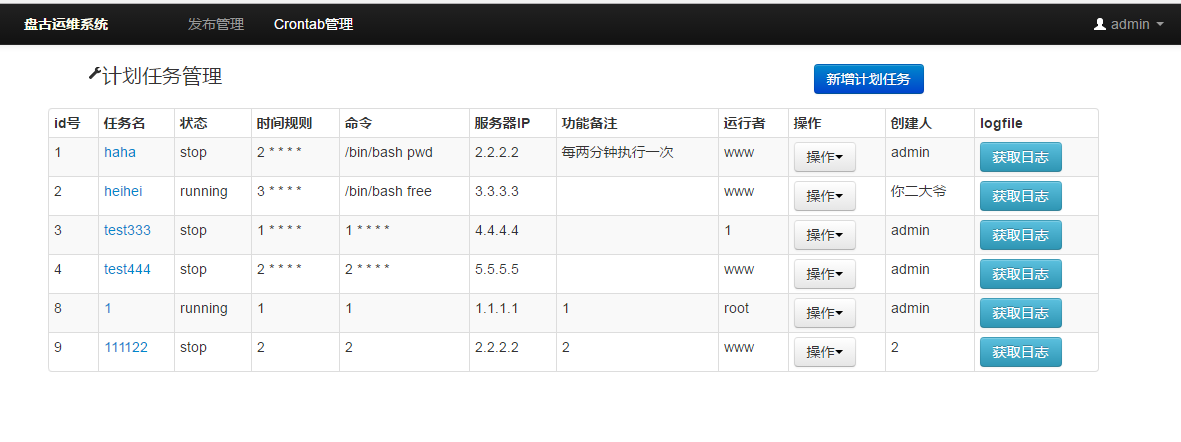 盘古运维系统 发布管理 Crontab管理 admin
计划任务管理 新增计划任务
id号 任务名 状态 时间规则 命令 服务器IP 功能备注 运行者 操作 创建人 logfile
1 haha stop 2 * * * * /bin/bash pwd 2.2.2.2 每两分钟执行一次 www 操作 admin 获取日志
2 heihei running 3 * * * * /bin/bash free 3.3.3.3 www 操作 你二大爷 获取日志
3 test333 stop 1 * * * * 1 * * * * 4.4.4.4 1 操作 admin 获取日志
4 test444 stop 2 * * * * 2 * * * * 5.5.5.5 www 操作 admin 获取日志
8 1 running 1 1 1.1.1.1 1 root 操作 admin 获取日志
9 111122 stop 2 2 2.2.2.2 2 www 操作 2 获取日志